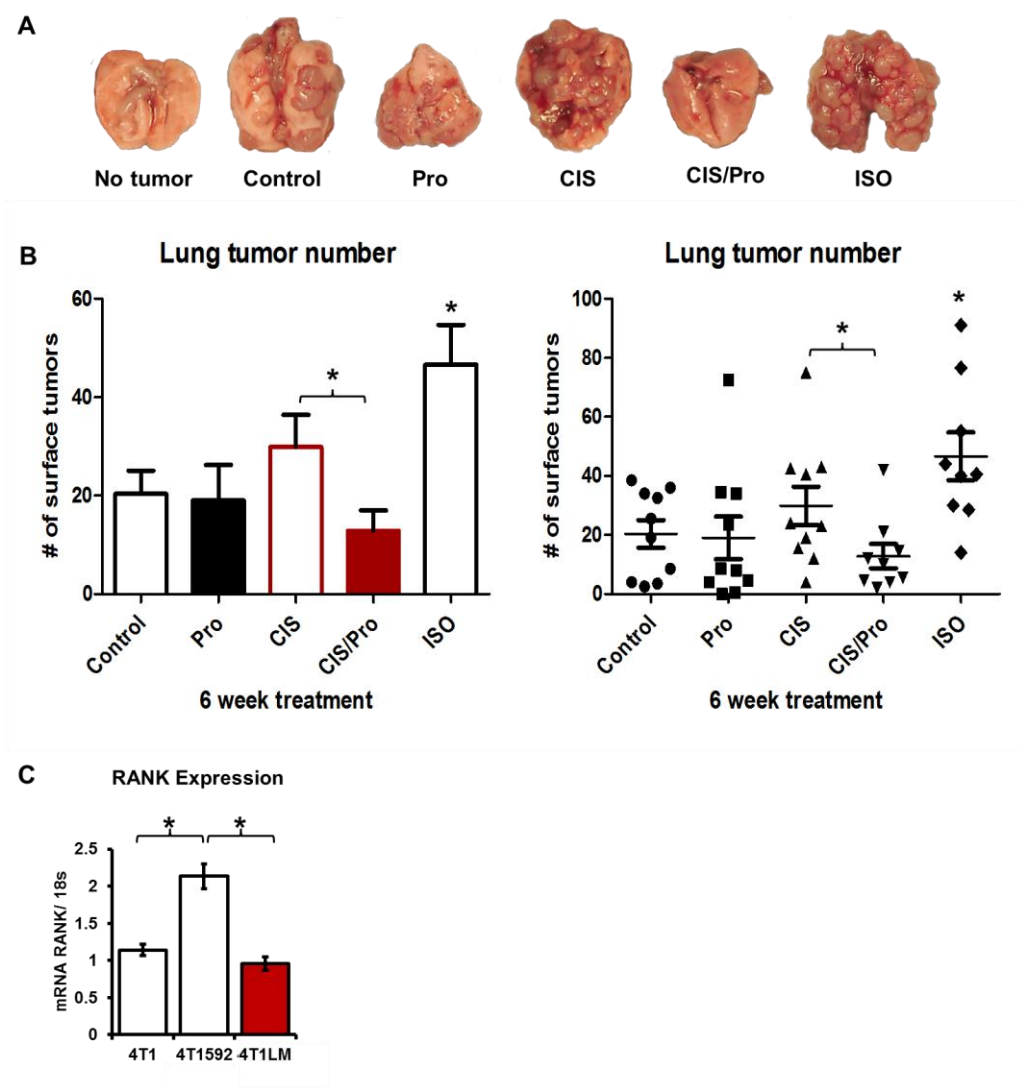 A
No tumor Control Pro CIS CIS/Pro ISO
B
Lung tumor number
# of surface tumors
60
40
20
0
*
*
Control Pro CIS CIS/Pro ISO
6 week treatment
Lung tumor number
# of surface tumors
100
80
60
40
20
0
*
*
Control Pro CIS CIS/Pro ISO
6 week treatment
C
RANK Expression
mRNA RANK/ 18s
* *
2.5
2
1.5
1
0.5
0
4T1 4T1592 4T1LM